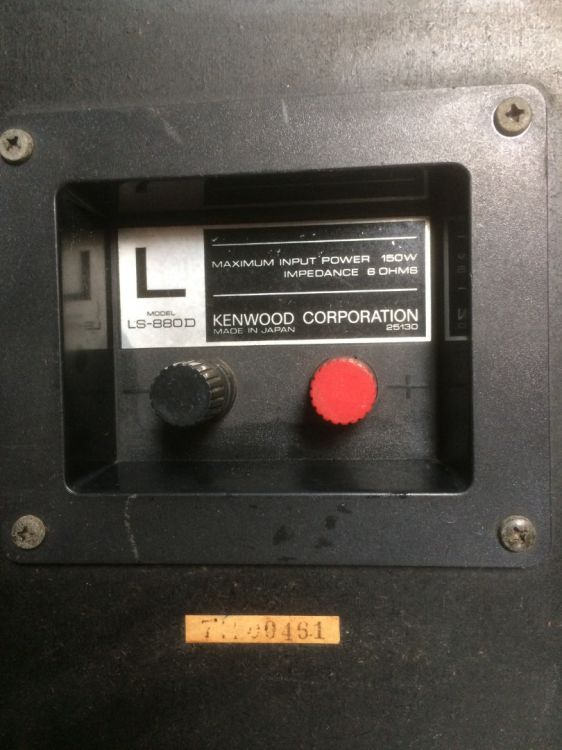 L
MODEL
LS-880D
MAXIMUM INPUT POWER 150W
IMPEDANCE 6 OHMS
KENWOOD CORPORATION
MADE IN JAPAN
25130
- +